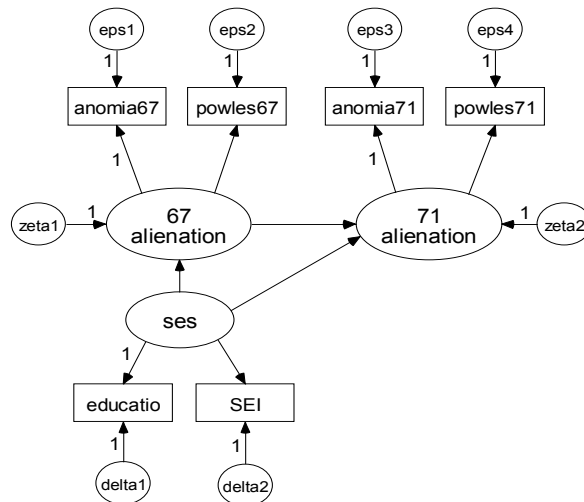 eps1 eps2 eps3 eps4
1 1 1 1
anomia67 powles67 anomia71 powles71
1 1
67 71
zeta1 1 alienation alienation 1 zeta2
ses
1
educatio SEI
1 1
delta1 delta2